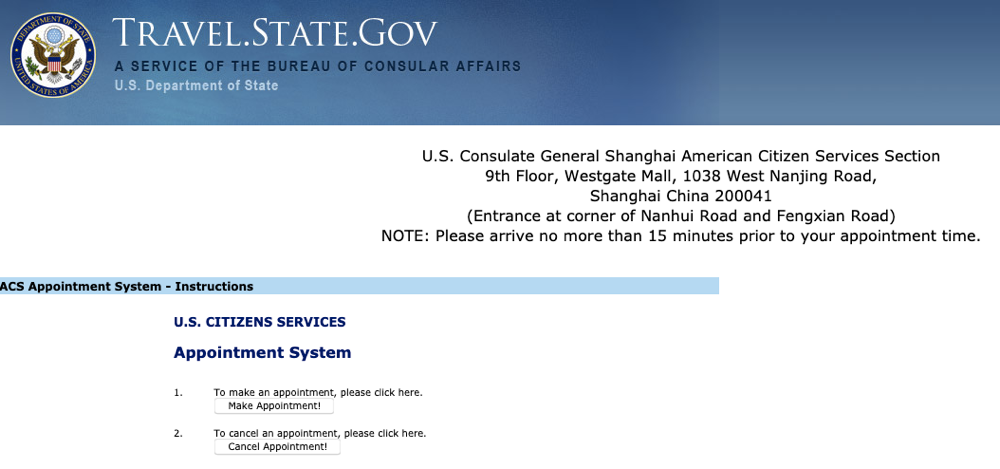 DEPARTMENT OF STATE
UNITED STATES OF AMERICA
TRAVEL.STATE.GOV
A SERVICE OF THE BUREAU OF CONSULAR AFFAIRS
U.S. Department of State
U.S. Consulate General Shanghai American Citizen Services Section
9th Floor, Westgate Mall, 1038 West Nanjing Road,
Shanghai China 200041
(Entrance at corner of Nanhui Road and Fengxian Road)
NOTE: Please arrive no more than 15 minutes prior to your appointment time.
ACS Appointment System - Instructions
U.S. CITIZENS SERVICES
Appointment System
1. To make an appointment, please click here.
Make Appointment!
2. To cancel an appointment, please click here.
Cancel Appointment!